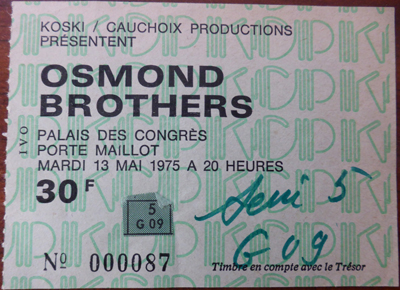 KOSKI / CAUCHOIX PRODUCTIONS
PRÉSENTENT
OSMOND
BROTHERS
IVO
PALAIS DES CONGRÈS
PORTE MAILLOT
MARDI 13 MAI 1975 A 20 HEURES
30 F
5
G 09
5
G 09
Nº 000087
Timbre en compte avec le Trésor